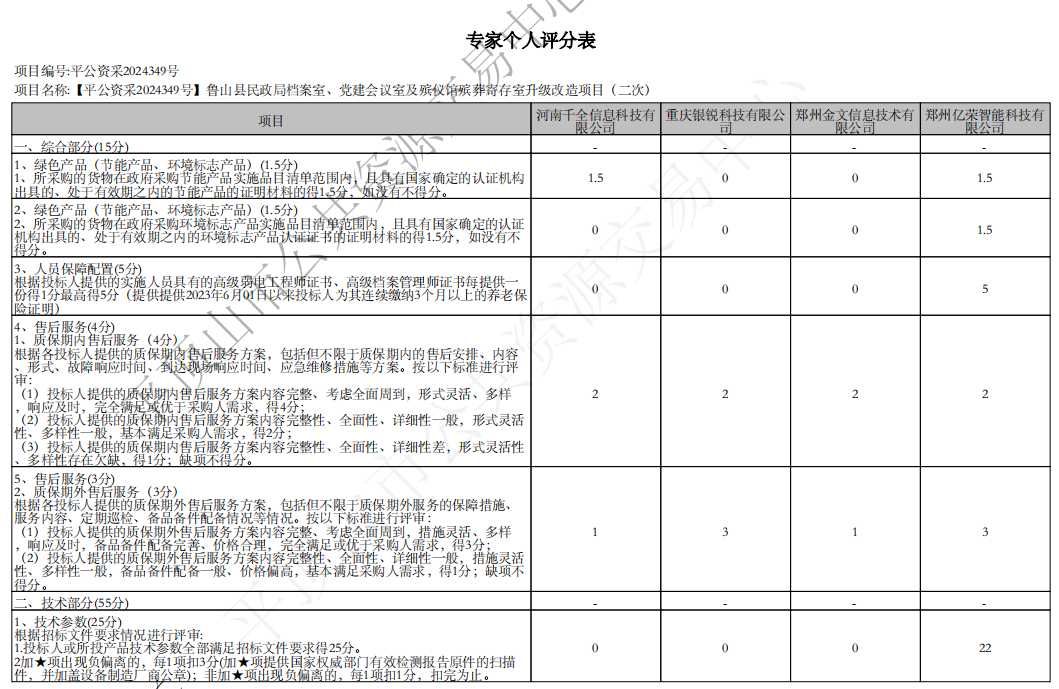 专家个人评分表
项目编号:平公资采2024349号
项目名称:【平公资采2024349号】鲁山县民政局档案室、党建会议室及殡仪馆殡葬寄存室升级改造项目（二次）
项目
河南千全信息科技有
限公司
重庆银锐科技有限公
司
郑州金文信息技术有
限公司
郑州亿荣智能科技有
限公司
一、综合部分(15分)
- - - -
1、绿色产品（节能产品、环境标志产品）(1.5分)
1、所采购的货物在政府采购节能产品实施品目清单范围内，且具有国家确定的认证机构
出具的、处于有效期之内的节能产品的证明材料的得1.5分，如没有不得分。
1.5 0 0 1.5
2、绿色产品（节能产品、环境标志产品）(1.5分)
2、所采购的货物在政府采购环境标志产品实施品目清单范围内，且具有国家确定的认证
机构出具的、处于有效期之内的环境标志产品认证证书的证明材料的得1.5分，如没有不
得分。
0 0 0 1.5
3、人员保障配置(5分)
根据投标人提供的实施人员具有的高级弱电工程师证书、高级档案管理师证书每提供一
份得1分最高得5分（提供提供2023年6月01日以来投标人为其连续缴纳3个月以上的养老保
险证明）
0 0 0 5
4、售后服务(4分)
1、质保期内售后服务（4分）
根据各投标人提供的质保期内售后服务方案，包括但不限于质保期内的售后安排、内容
、形式、故障响应时间、到达现场响应时间、应急维修措施等方案。按以下标准进行评
审:
（1）投标人提供的质保期内售后服务方案内容完整、考虑全面周到，形式灵活、多样
，响应及时，完全满足或优于采购人需求，得4分；
（2）投标人提供的质保期内售后服务方案内容完整性、全面性、详细性一般，形式灵活
性、多样性一般，基本满足采购人需求，得2分；
（3）投标人提供的质保期内售后服务方案内容完整性、全面性、详细性差，形式灵活性
、多样性存在欠缺，得1分；缺项不得分。
2 2 2 2
5、售后服务(3分)
2、质保期外售后服务（3分）
根据各投标人提供的质保期外售后服务方案，包括但不限于质保期外服务的保障措施、
服务内容、定期巡检、备品备件配备情况等情况。按以下标准进行评审：
（1）投标人提供的质保期外售后服务方案内容完整、考虑全面周到，措施灵活、多样
，响应及时，备品备件配备完善、价格合理，完全满足或优于采购人需求，得3分；
（2）投标人提供的质保期外售后服务方案内容完整性、全面性、详细性一般，措施灵活
性、多样性一般，备品备件配备一般、价格偏高，基本满足采购人需求，得1分；缺项不
得分。
1 3 1 3
二、技术部分(55分)
- - - -
1、技术参数(25分)
根据招标文件要求情况进行评审:
1.投标人或所投产品技术参数全部满足招标文件要求得25分。
2加★项出现负偏离的，每1项扣3分(加★项提供国家权威部门有效检测报告原件的扫描
件，并加盖设备制造厂商公章)；非加★项出现负偏离的，每1项扣1分，扣完为止。
0 0 0 22
平顶山市公共资源交易中心
平顶山市公共资源交易中心